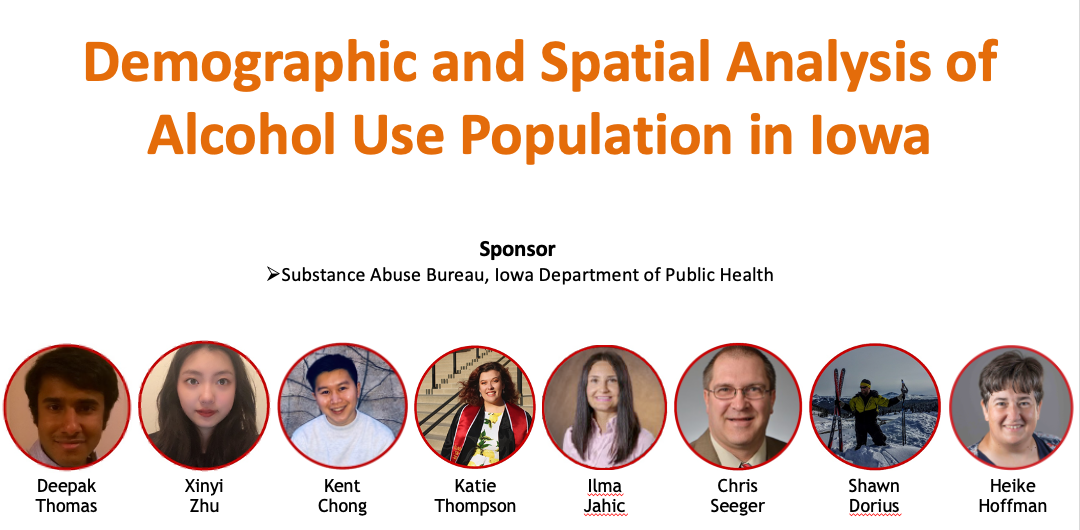 Demographic and Spatial Analysis of
Alcohol Use Population in Iowa
Sponsor
➢Substance Abuse Bureau, Iowa Department of Public Health
Deepak
Thomas
Xinyi
Zhu
Kent
Chong
Katie
Thompson
Ilma
Jahic
Chris
Seeger
Shawn
Dorius
Heike
Hoffman